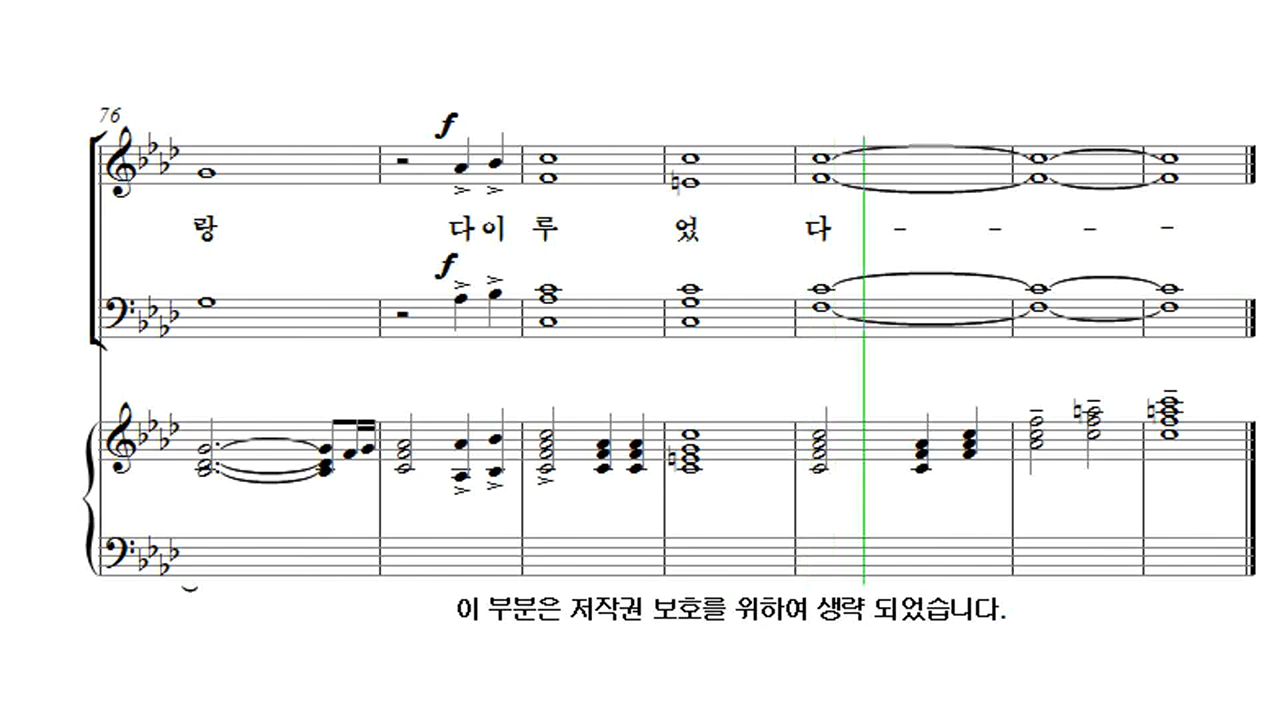 76
f
랑 다 이 루 었 다 - - - -
f
이 부분은 저작권 보호를 위하여 생략 되었습니다.